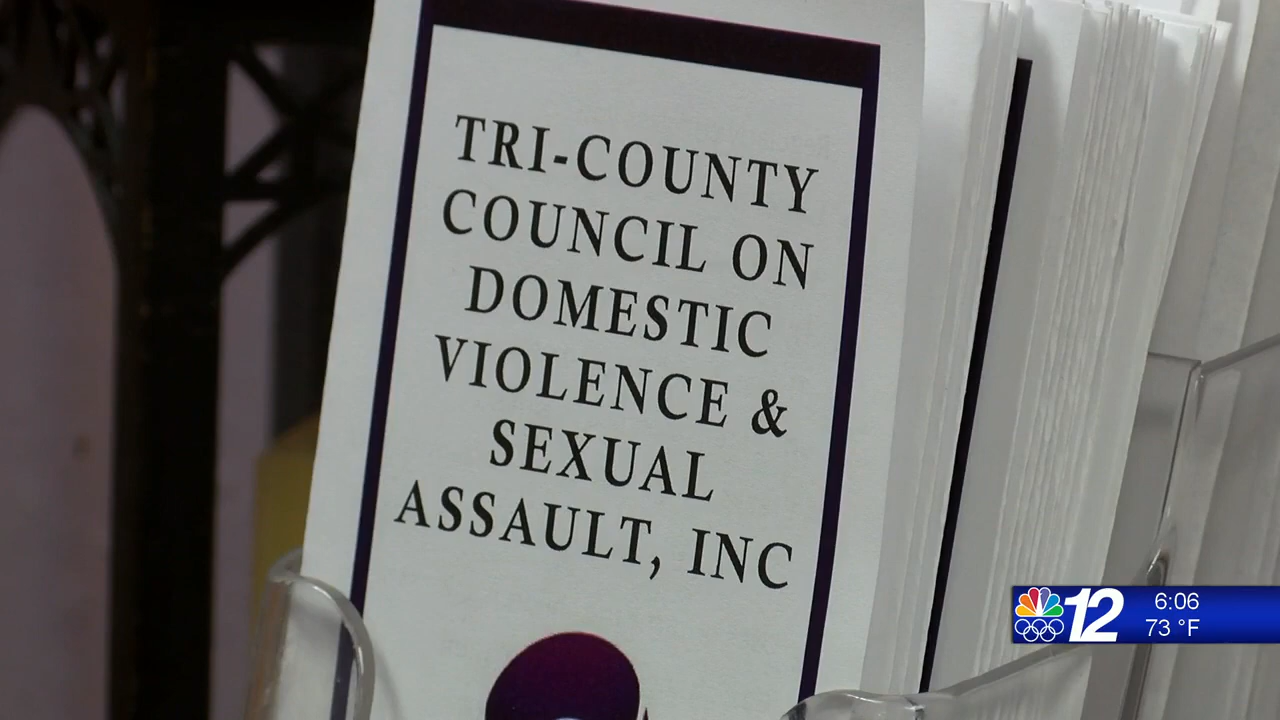 TRI-COUNTY
COUNCIL ON
DOMESTIC
VIOLENCE &
SEXUAL
ASSAULT, INC
12
6:06
73 °F